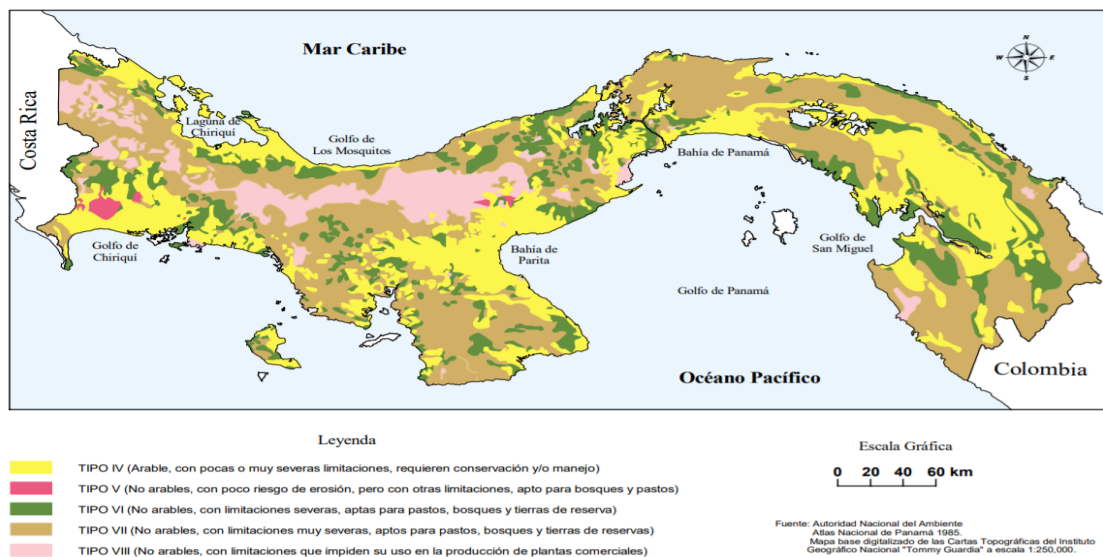 Mar Caribe
N
W E
S
Costa Rica
Laguna de
Chiriquí
Golfo de
Los Mosquitos
Bahía de Panamá
Golfo de
Chiriquí
Bahía de
Parita
Golfo de
San Miguel
Golfo de Panamá
Océano Pacífico
Colombia
Leyenda
TIPO IV (Arable, con pocas o muy severas limitaciones, requieren conservación y/o manejo)
TIPO V (No arables, con poco riesgo de erosión, pero con otras limitaciones, apto para bosques y pastos)
TIPO VI (No arables, con limitaciones severas, aptas para pastos, bosques y tierras de reserva)
TIPO VII (No arables, con limitaciones muy severas, aptos para pastos, bosques y tierras de reservas)
TIPO VIII (No arables, con limitaciones que impiden su uso en la producción de plantas comerciales)
Escala Gráfica
0 20 40 60 km
Fuente: Autoridad Nacional del Ambiente
Atlas Nacional de Panamá 1985.
Mapa base digitalizado de las Cartas Topográficas del Instituto
Geográfico Nacional "Tommy Guardia" a escala 1:250,000.